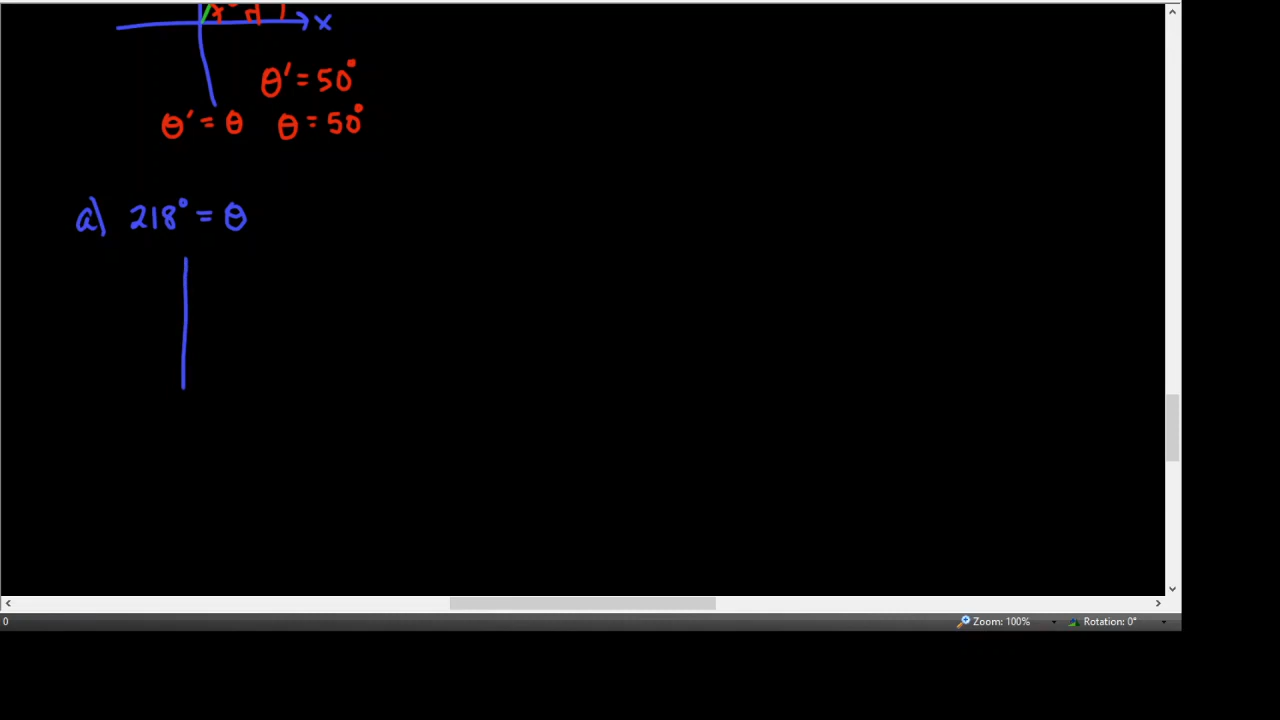 x
θ' = 50°
θ' = θ θ = 50°
a) 218° = θ
0 Zoom: 100% Rotation: 0°